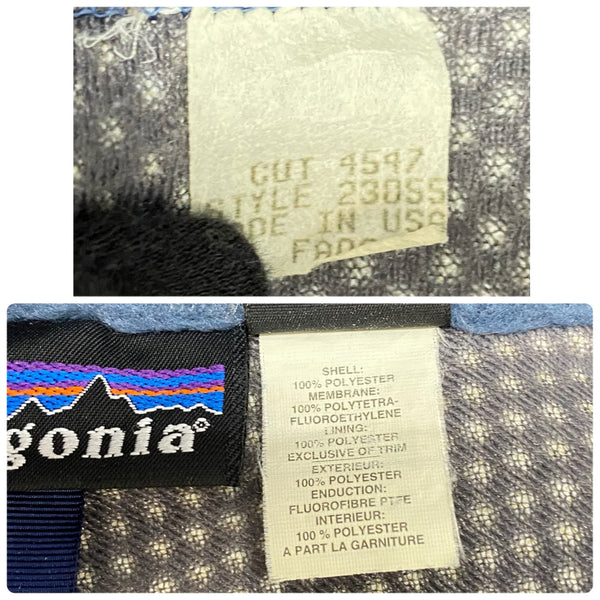 CUT 4547
STYLE 23055
MADE IN USA
SHELL:
100% POLYESTER
MEMBRANE:
100% POLYTETRA-
FLUOROETHYLENE
LINING:
100% POLYESTER
EXCLUSIVE OF TRIM
EXTERIEUR:
100% POLYESTER
ENDUCTION:
FLUOROFIBRE PTFE
INTERIEUR:
100 % POLYESTER
A PART LA GARNITURE
gonia®